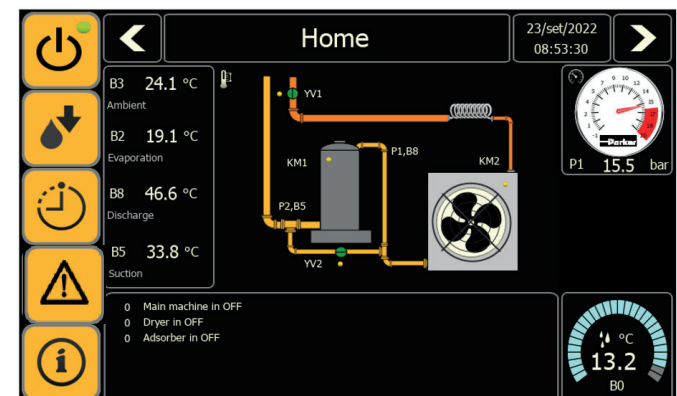 Home
23/set/2022
08:53:30
B3 24.1 °C
Ambient
B2 19.1 °C
Evaporation
B8 46.6 °C
Discharge
B5 33.8 °C
Suction
YV1
KM1
P1,B8
KM2
P2,B5
YV2
Parker
P1 15.5 bar
0 Main machine in OFF
0 Dryer in OFF
0 Adsorber in OFF
°C
13.2
B0